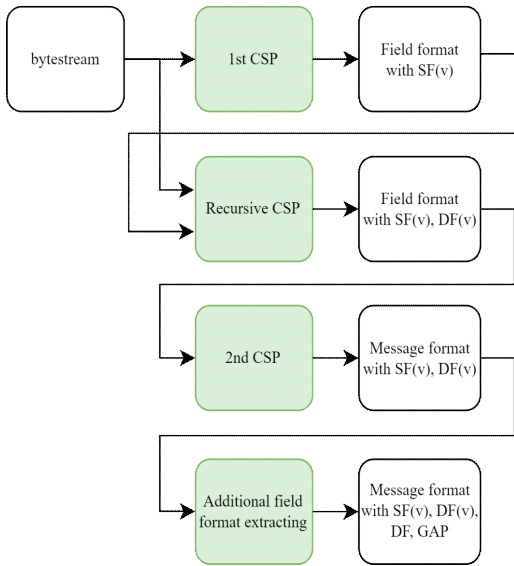 bytestream
1st CSP
Field format
with SF(v)
Recursive CSP
Field format
with SF(v), DF(v)
2nd CSP
Message format
with SF(v), DF(v)
Additional field
format extracting
Message format
with SF(v), DF(v),
DF, GAP